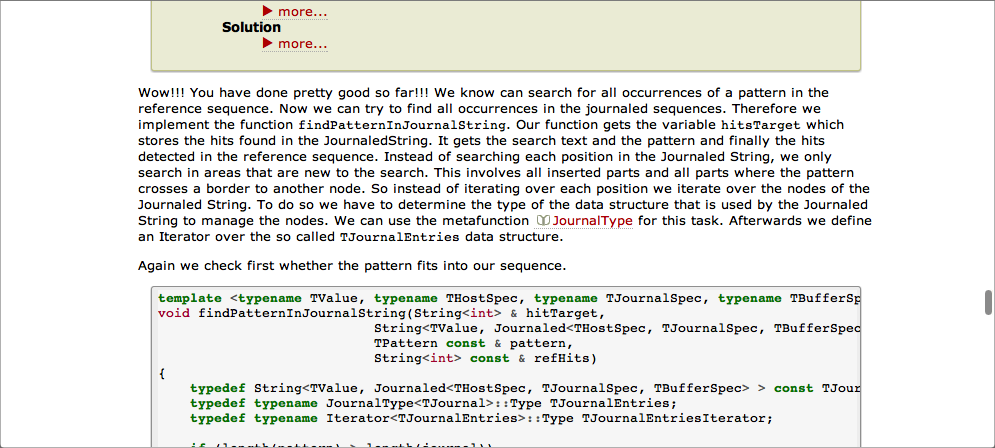 ▶ more...
Solution
▶ more...
Wow!!! You have done pretty good so far!!! We know can search for all occurrences of a pattern in the
reference sequence. Now we can try to find all occurrences in the journaled sequences. Therefore we
implement the function findPatternInJournalString. Our function gets the variable hitsTarget which
stores the hits found in the JournaledString. It gets the search text and the pattern and finally the hits
detected in the reference sequence. Instead of searching each position in the Journaled String, we only
search in areas that are new to the search. This involves all inserted parts and all parts where the pattern
crosses a border to another node. So instead of iterating over each position we iterate over the nodes of the
Journaled String. To do so we have to determine the type of the data structure that is used by the Journaled
String to manage the nodes. We can use the metafunction JournalType for this task. Afterwards we define
an Iterator over the so called TJournalEntries data structure.
Again we check first whether the pattern fits into our sequence.
template <typename TValue, typename THostSpec, typename TJournalSpec, typename TBufferSp
void findPatternInJournalString(String<int> & hitTarget,
String<TValue, Journaled<THostSpec, TJournalSpec, TBufferSpec
TPattern const & pattern,
String<int> const & refHits)
{
typedef String<TValue, Journaled<THostSpec, TJournalSpec, TBufferSpec> > const TJour
typedef typename JournalType<TJournal>::Type TJournalEntries;
typedef typename Iterator<TJournalEntries>::Type TJournalEntriesIterator;
if (length(pattern) > length(journal))